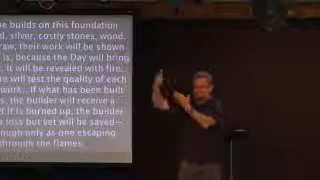 e builds on this foundation
d, silver, costly stones, wood,
raw, their work will be shown
is, because the Day will bring
. It will be revealed with fire,
re will test the quality of each
work. If what has been built
s, the builder will receive a
f it is burned up, the builder
e loss but yet will be saved—
ough only as one escaping
through the flames.